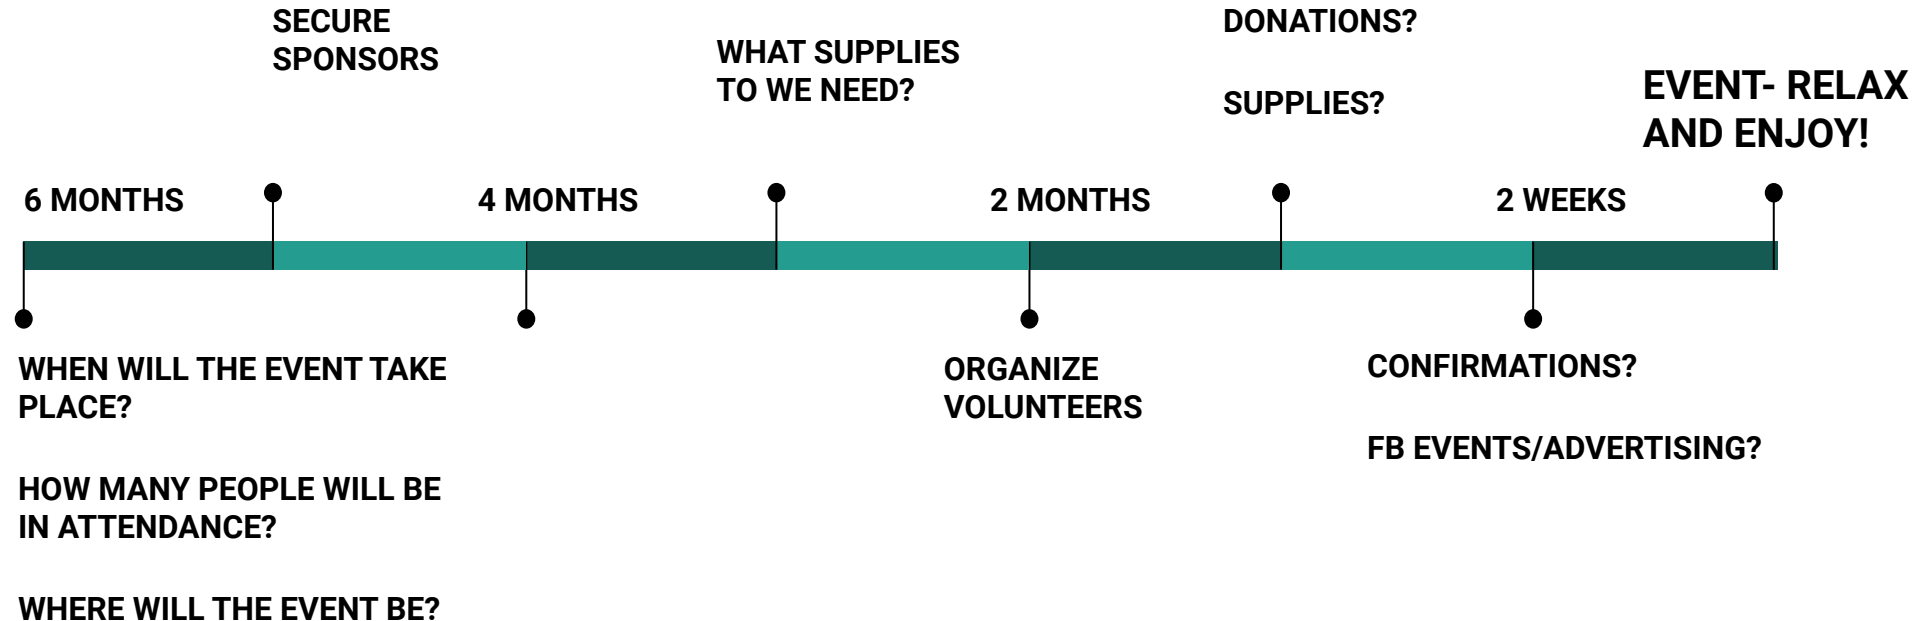 SECURE
SPONSORS
WHAT SUPPLIES
TO WE NEED?
DONATIONS?
SUPPLIES?
EVENT- RELAX
AND ENJOY!
6 MONTHS
4 MONTHS
2 MONTHS
2 WEEKS
WHEN WILL THE EVENT TAKE
PLACE?
HOW MANY PEOPLE WILL BE
IN ATTENDANCE?
WHERE WILL THE EVENT BE?
ORGANIZE
VOLUNTEERS
CONFIRMATIONS?
FB EVENTS/ADVERTISING?